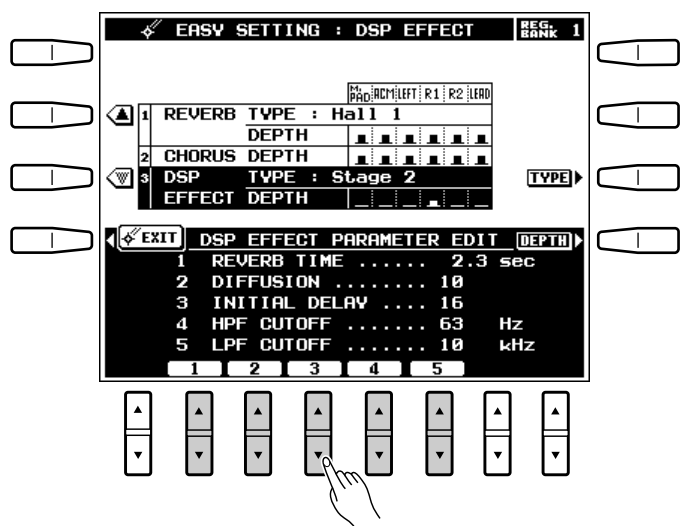 EASY SETTING : DSP EFFECT REG. BANK 1
M. PAD ACM LEFT R1 R2 LEAD
1 REVERB TYPE : Hall 1
DEPTH
2 CHORUS DEPTH
3 DSP TYPE : Stage 2 TYPE
EFFECT DEPTH
EXIT DSP EFFECT PARAMETER EDIT DEPTH
1 REVERB TIME ...... 2.3 sec
2 DIFFUSION ........ 10
3 INITIAL DELAY .... 16
4 HPF CUTOFF ....... 63 Hz
5 LPF CUTOFF ....... 10 kHz
1 2 3 4 5